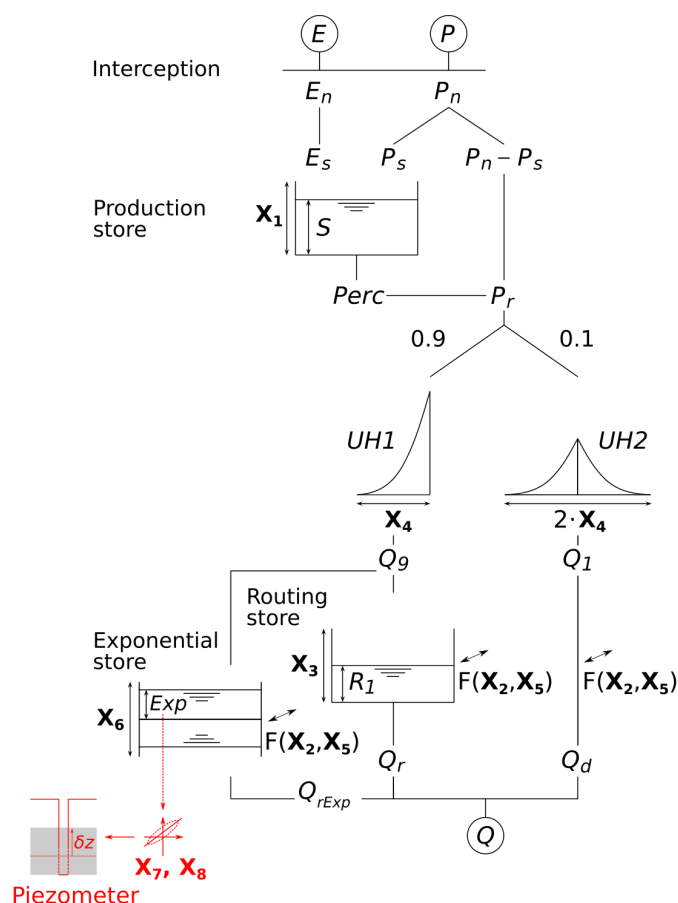 E P
Interception
Eₙ Pₙ
Eₛ Pₛ Pₙ – Pₛ
Production
store
X₁ S
Perc Pᵣ
0.9 0.1
UH1 UH2
X₄ 2·X₄
Q₉ Q₁
Routing
store
Exponential
store
X₃ R₁ F(X₂,X₅) F(X₂,X₅)
X₆ Exp F(X₂,X₅)
Qᵣ Q_d
Q_rExp
Q
δz
X₇, X₈
Piezometer